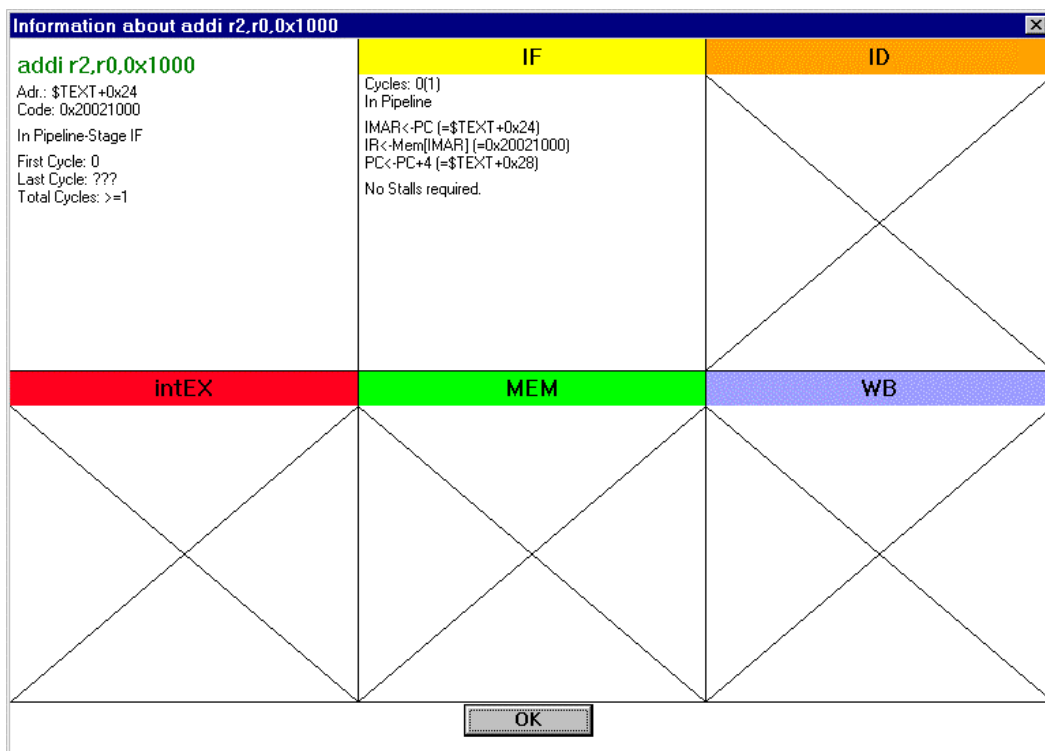 Information about addi r2,r0,0x1000
addi r2,r0,0x1000
Adr.: $TEXT+0x24
Code: 0x20021000
In Pipeline-Stage IF
First Cycle: 0
Last Cycle: ???
Total Cycles: >=1
IF
Cycles: 0(1)
In Pipeline
IMAR<-PC (=$TEXT+0x24)
IR<-Mem[IMAR] (=0x20021000)
PC<-PC+4 (=$TEXT+0x28)
No Stalls required.
ID
intEX
MEM
WB
OK